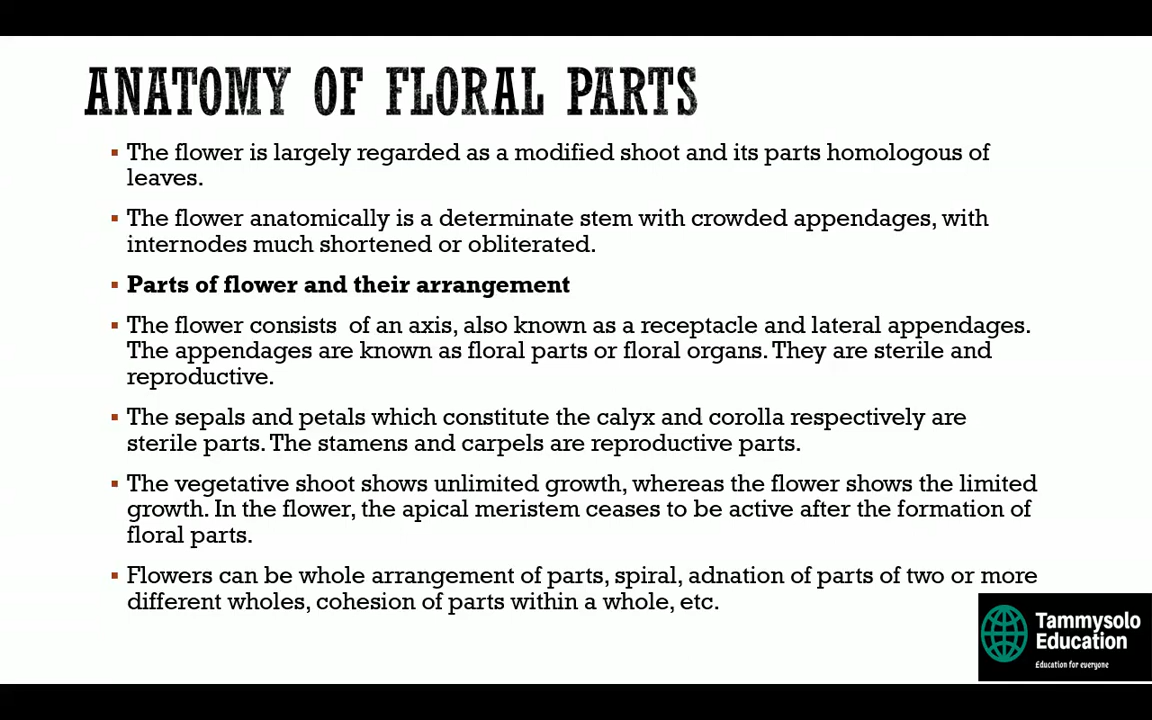 ANATOMY OF FLORAL PARTS
▪ The flower is largely regarded as a modified shoot and its parts homologous of
leaves.
▪ The flower anatomically is a determinate stem with crowded appendages, with
internodes much shortened or obliterated.
▪ Parts of flower and their arrangement
▪ The flower consists  of an axis, also known as a receptacle and lateral appendages.
The appendages are known as floral parts or floral organs. They are sterile and
reproductive.
▪ The sepals and petals which constitute the calyx and corolla respectively are
sterile parts. The stamens and carpels are reproductive parts.
▪ The vegetative shoot shows unlimited growth, whereas the flower shows the limited
growth. In the flower, the apical meristem ceases to be active after the formation of
floral parts.
▪ Flowers can be whole arrangement of parts, spiral, adnation of parts of two or more
different wholes, cohesion of parts within a whole, etc.
Tammysolo
Education
Education for everyone